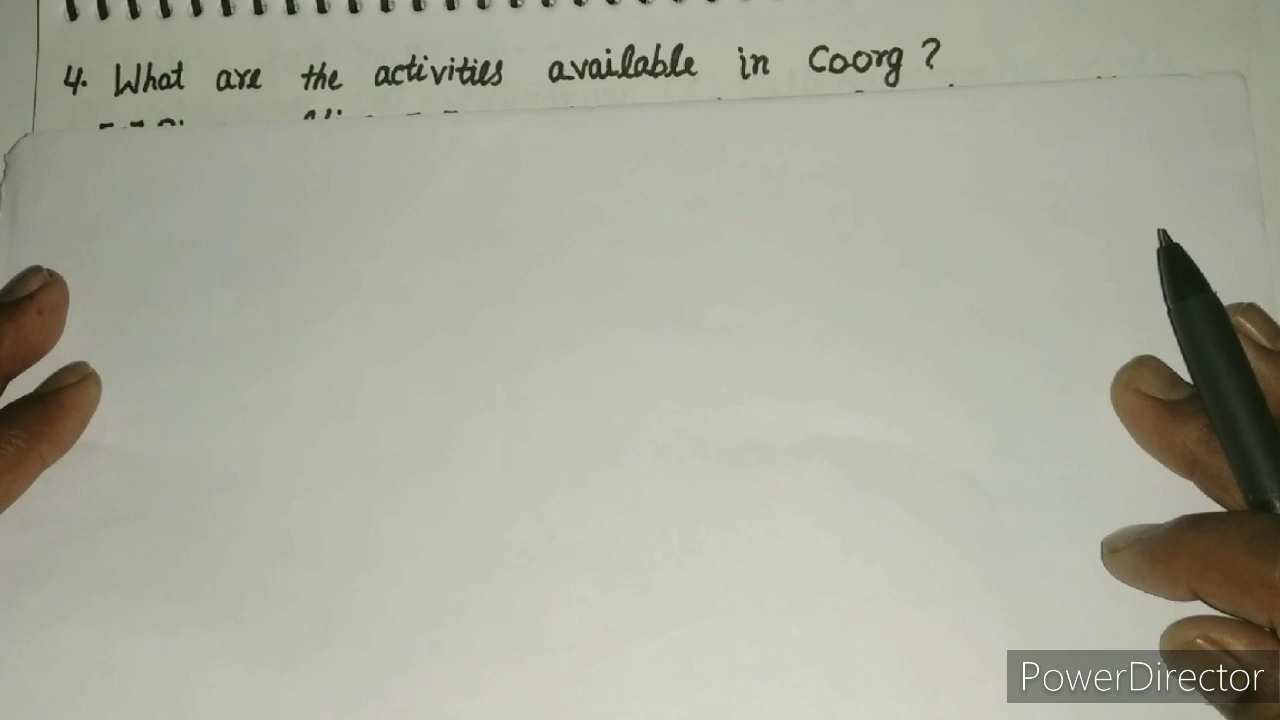 4. What are the activities available in Coorg?
PowerDirector